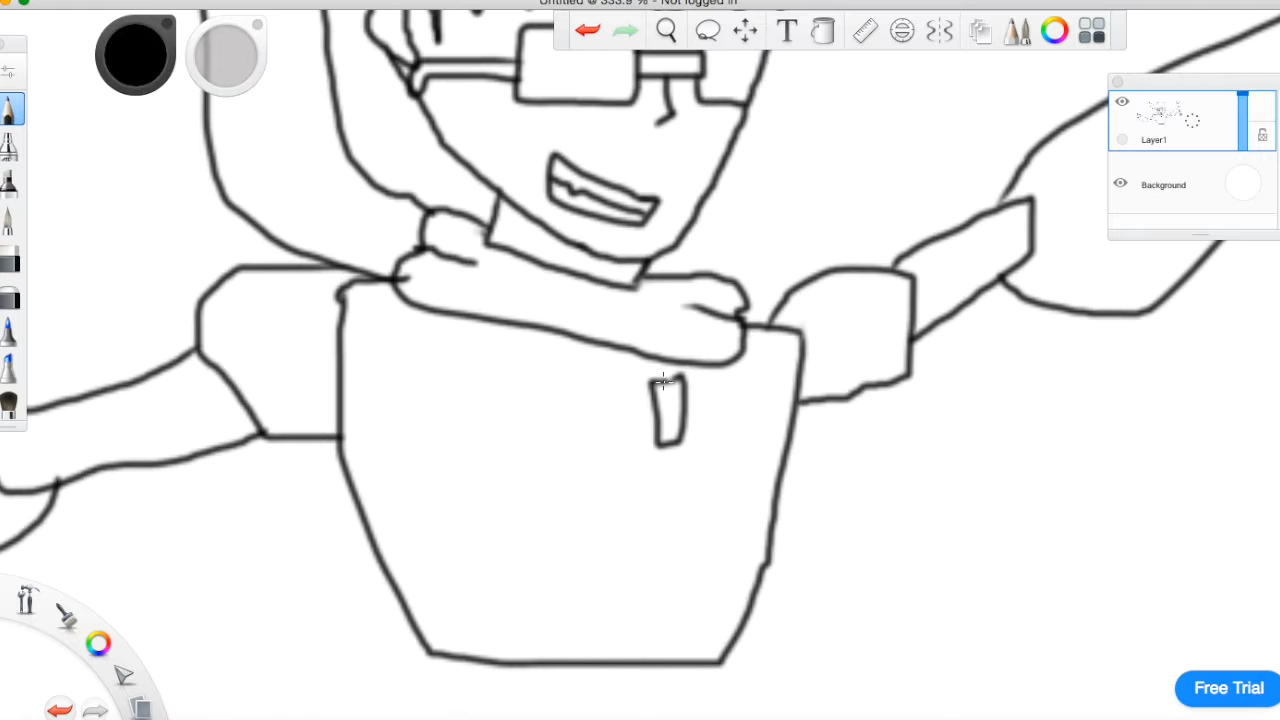 Untitled @ 333.9 % - Not logged in
T
Layer1
Background
Free Trial